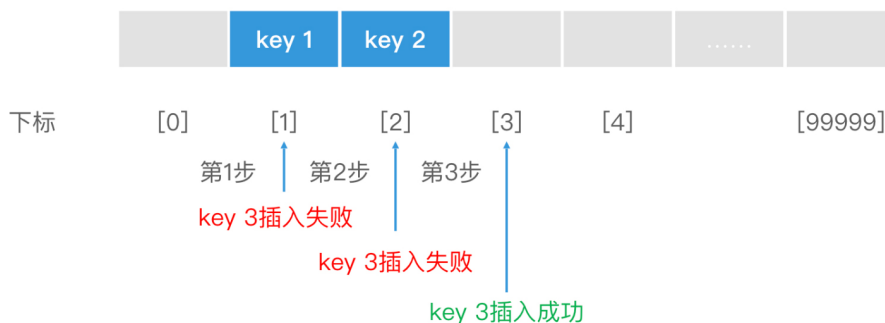 key 1 key 2 ......
下标 [0] [1] [2] [3] [4] [99999]
第1步 第2步 第3步
key 3插入失败
key 3插入失败
key 3插入成功